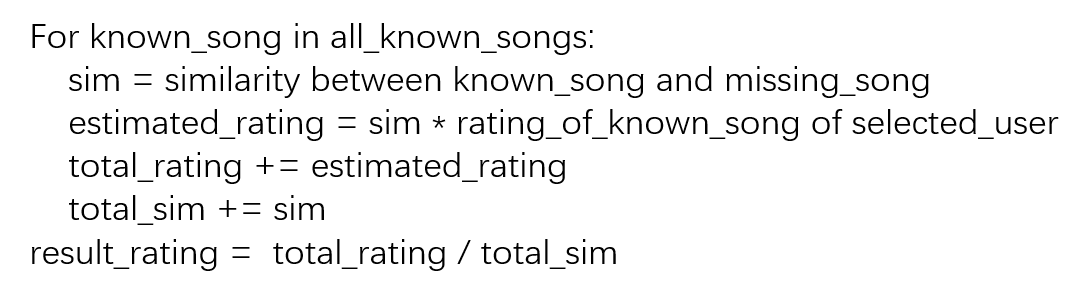 For known_song in all_known_songs:
sim = similarity between known_song and missing_song
estimated_rating = sim * rating_of_known_song of selected_user
total_rating += estimated_rating
total_sim += sim
result_rating =  total_rating / total_sim